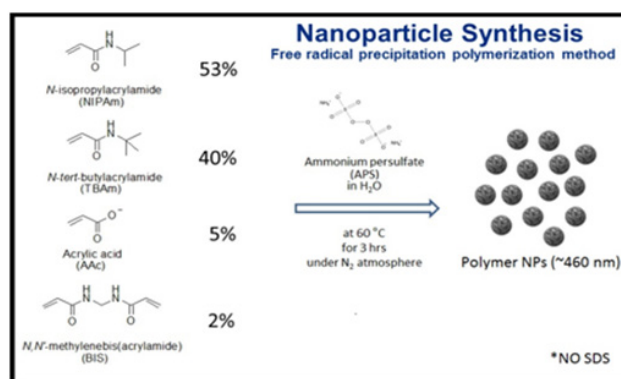 Nanoparticle Synthesis
Free radical precipitation polymerization method
N-isopropylacrylamide
(NIPAm)
53%
N-tert-butylacrylamide
(TBAm)
40%
Acrylic acid
(AAc)
5%
N,N'-methylenebis(acrylamide)
(BIS)
2%
Ammonium persulfate
(APS)
in H₂O
at 60 °C
for 3 hrs
under N₂ atmosphere
Polymer NPs (~460 nm)
*NO SDS